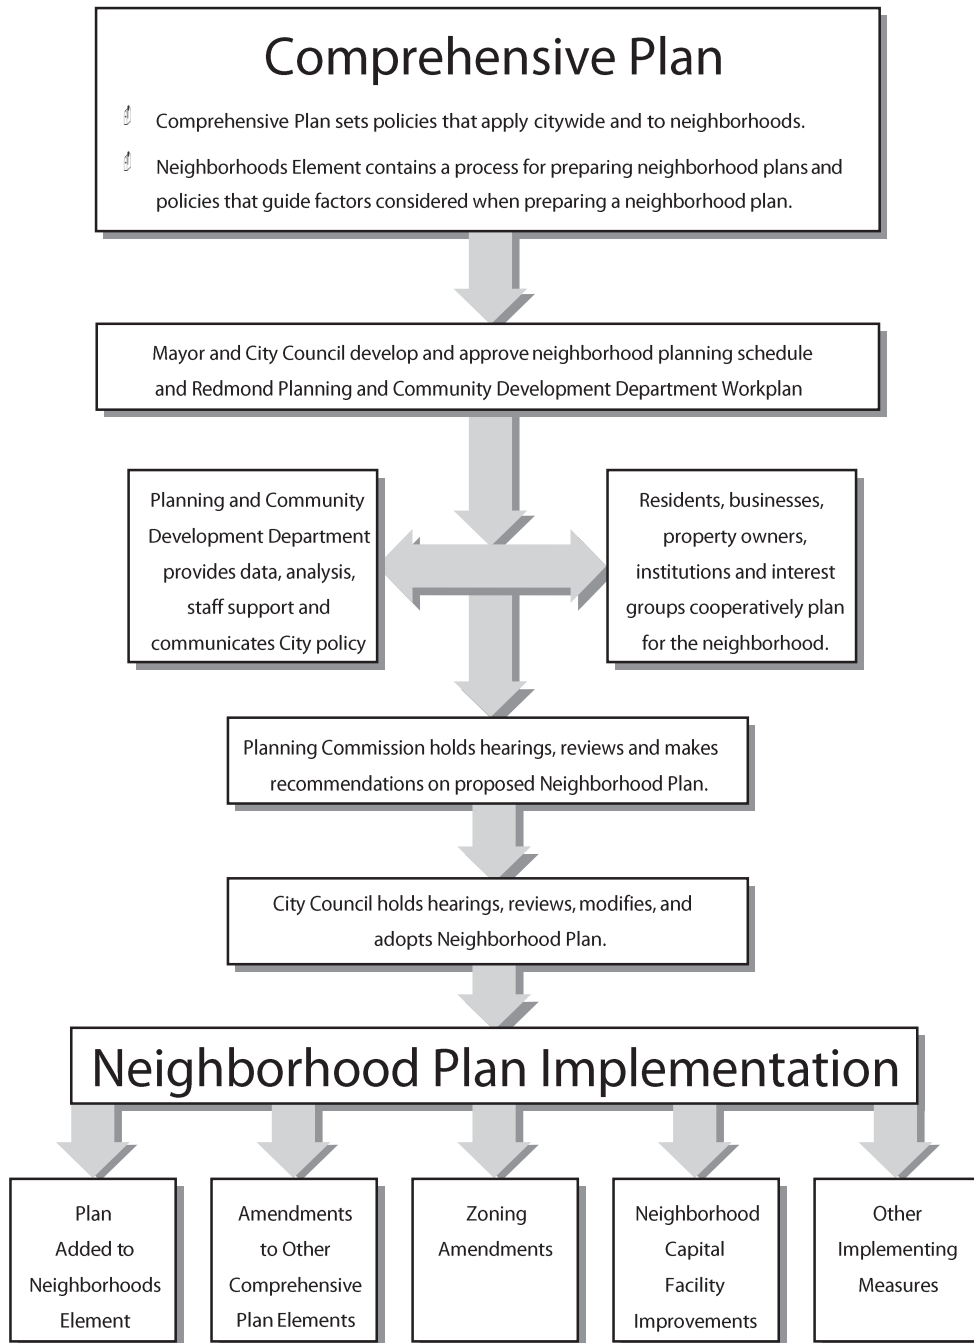 Comprehensive Plan
Comprehensive Plan sets policies that apply citywide and to neighborhoods.
Neighborhoods Element contains a process for preparing neighborhood plans and
policies that guide factors considered when preparing a neighborhood plan.
Mayor and City Council develop and approve neighborhood planning schedule
and Redmond Planning and Community Development Department Workplan
Planning and Community
Development Department
provides data, analysis,
staff support and
communicates City policy
Residents, businesses,
property owners,
institutions and interest
groups cooperatively plan
for the neighborhood.
Planning Commission holds hearings, reviews and makes
recommendations on proposed Neighborhood Plan.
City Council holds hearings, reviews, modifies, and
adopts Neighborhood Plan.
Neighborhood Plan Implementation
Plan
Added to
Neighborhoods
Element
Amendments
to Other
Comprehensive
Plan Elements
Zoning
Amendments
Neighborhood
Capital
Facility
Improvements
Other
Implementing
Measures